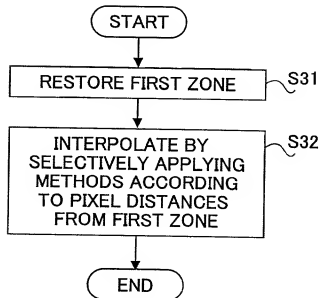 START
RESTORE FIRST ZONE
S31
INTERPOLATE BY
SELECTIVELY APPLYING
METHODS ACCORDING
TO PIXEL DISTANCES
FROM FIRST ZONE
S32
END